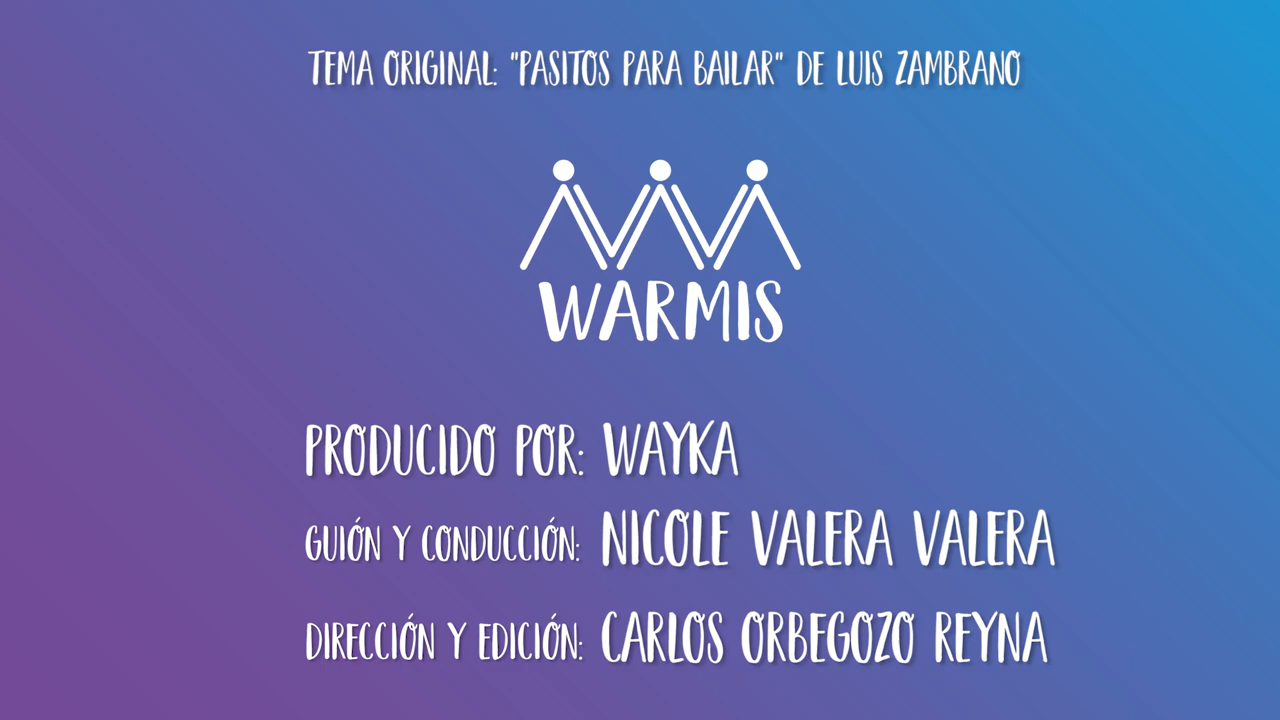 TEMA ORIGINAL: "PASITOS PARA BAILAR" DE LUIS ZAMBRANO
WARMIS
PRODUCIDO POR: WAYKA
GUIÓN Y CONDUCCIÓN: NICOLE VALERA VALERA
DIRECCIÓN Y EDICIÓN: CARLOS ORBEGOZO REYNA